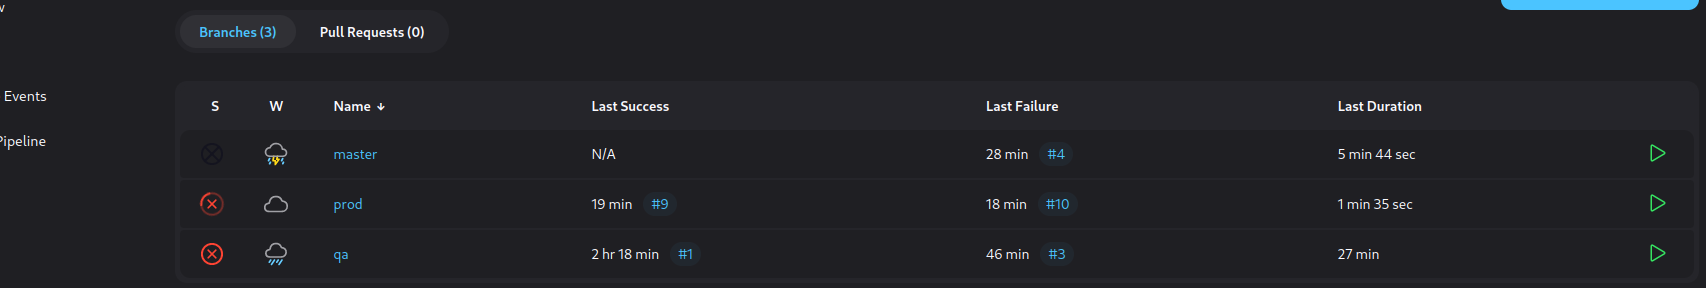 Branches (3) Pull Requests (0)
Events
S W Name ↓ Last Success Last Failure Last Duration
Pipeline
master N/A 28 min #4 5 min 44 sec
prod 19 min #9 18 min #10 1 min 35 sec
qa 2 hr 18 min #1 46 min #3 27 min